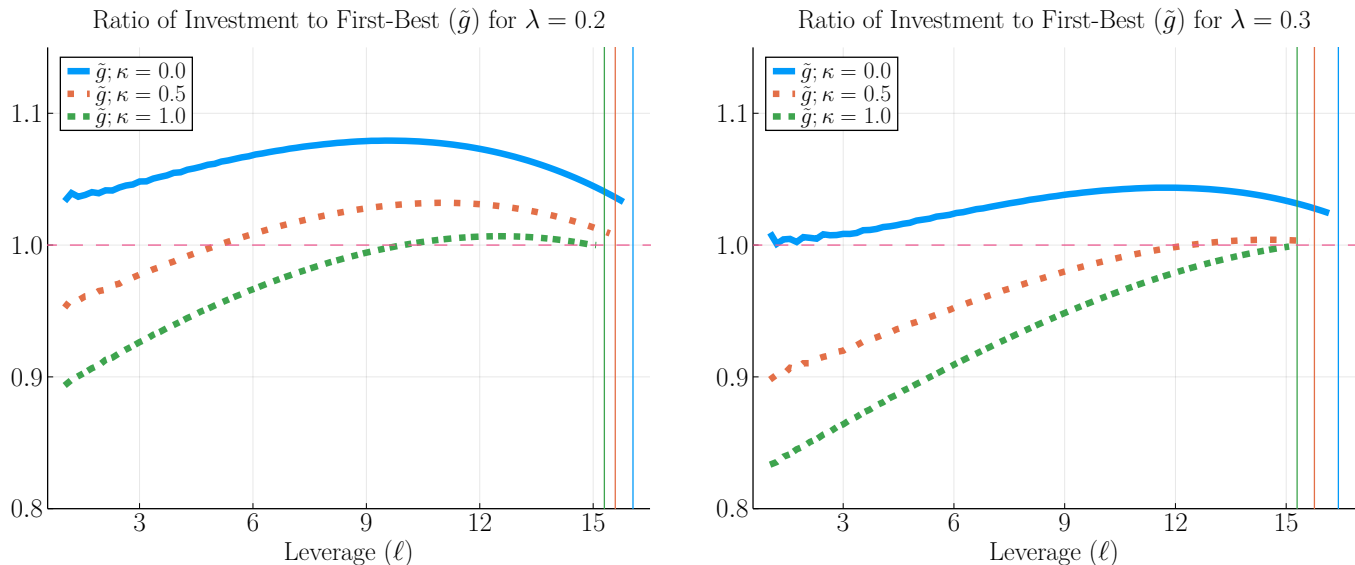 Ratio of Investment to First-Best (g̃) for λ = 0.2
g̃; κ = 0.0
g̃; κ = 0.5
g̃; κ = 1.0
1.1
1.0
0.9
0.8
3 6 9 12 15
Leverage (ℓ)
Ratio of Investment to First-Best (g̃) for λ = 0.3
g̃; κ = 0.0
g̃; κ = 0.5
g̃; κ = 1.0
1.1
1.0
0.9
0.8
3 6 9 12 15
Leverage (ℓ)